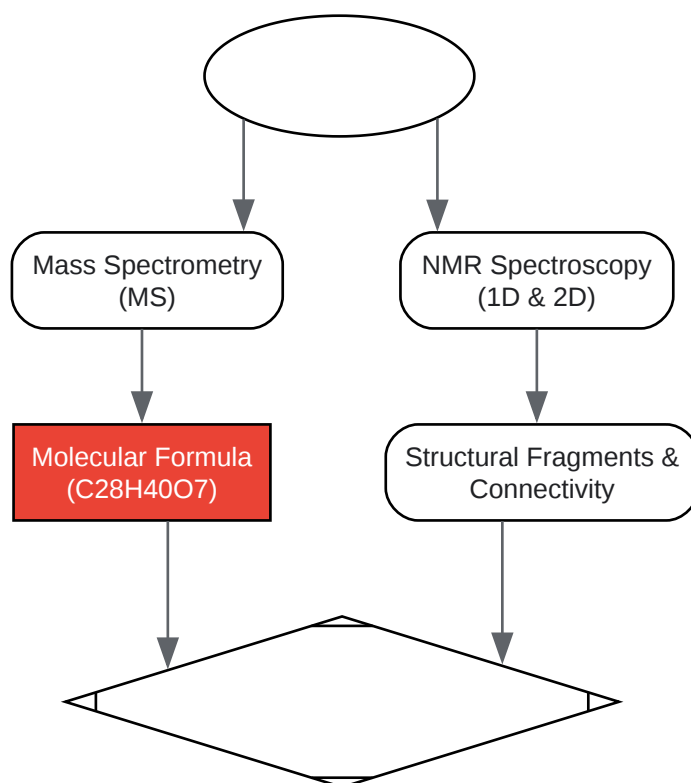 Mass Spectrometry
(MS)
NMR Spectroscopy
(1D & 2D)
Molecular Formula
(C28H40O7)
Structural Fragments &
Connectivity